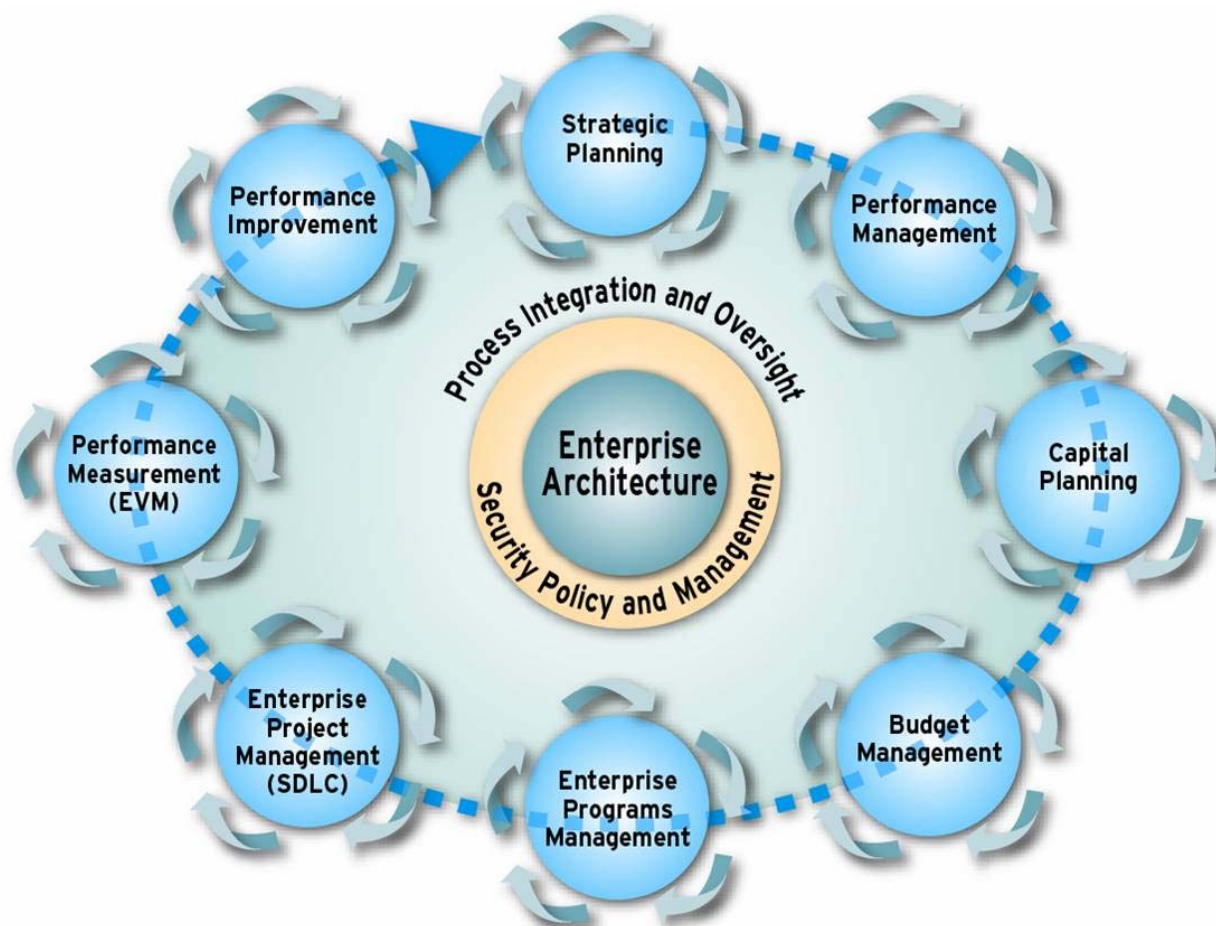 Strategic
Planning
Performance
Management
Capital
Planning
Budget
Management
Enterprise
Programs
Management
Enterprise
Project
Management
(SDLC)
Performance
Measurement
(EVM)
Performance
Improvement
Process Integration and Oversight
Enterprise
Architecture
Security Policy and Management